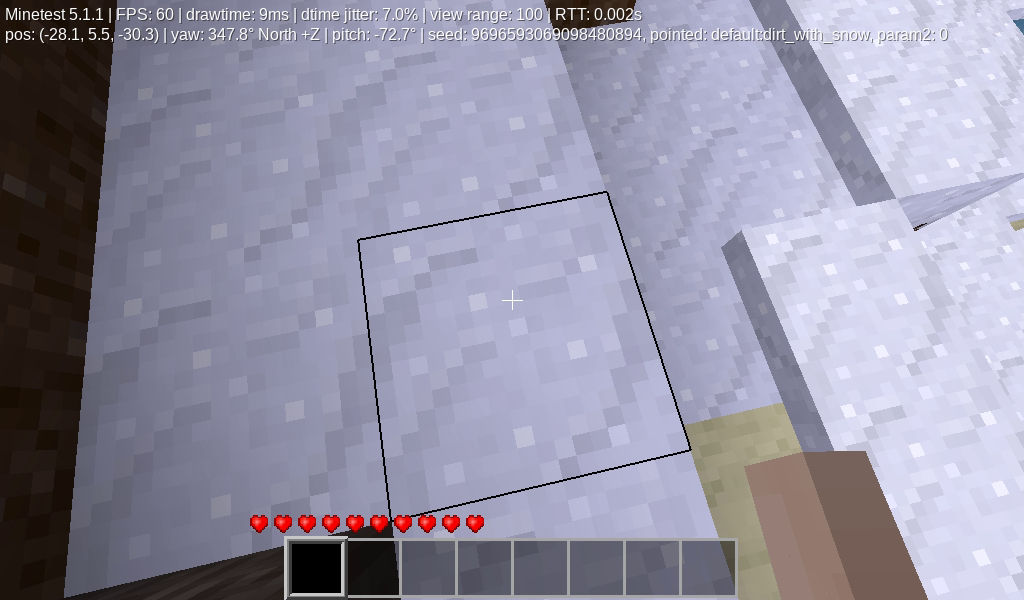 Minetest 5.1.1 | FPS: 60 | drawtime: 9ms | dtime jitter: 7.0% | view range: 100 | RTT: 0.002s
pos: (-28.1, 5.5, -30.3) | yaw: 347.8° North +Z | pitch: -72.7° | seed: 9696593069098480894, pointed: default:dirt_with_snow, param2: 0